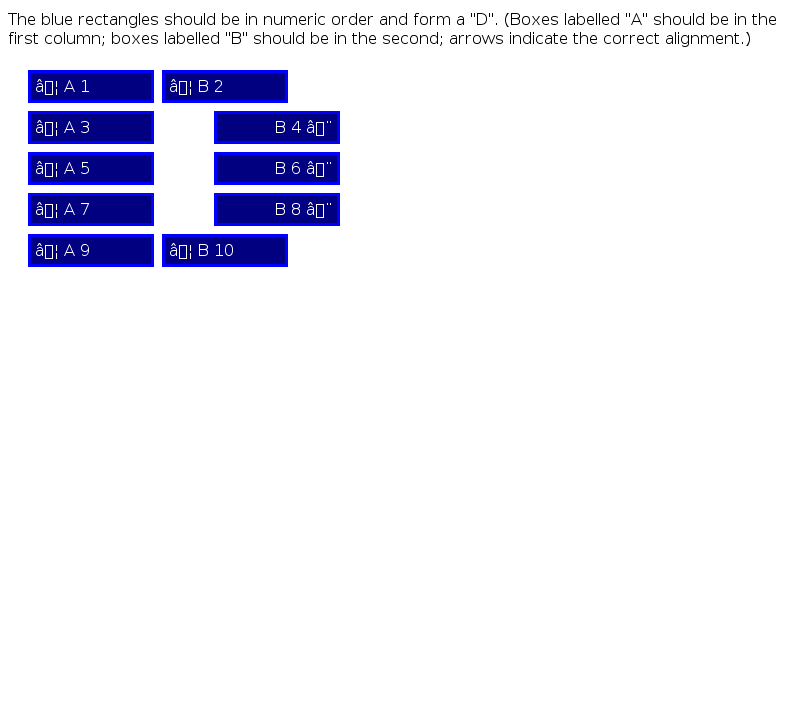 The blue rectangles should be in numeric order and form a "D". (Boxes labelled "A" should be in the
first column; boxes labelled "B" should be in the second; arrows indicate the correct alignment.)
â▯¦ A 1 â▯¦ B 2
â▯¦ A 3 B 4 â▯¨
â▯¦ A 5 B 6 â▯¨
â▯¦ A 7 B 8 â▯¨
â▯¦ A 9 â▯¦ B 10